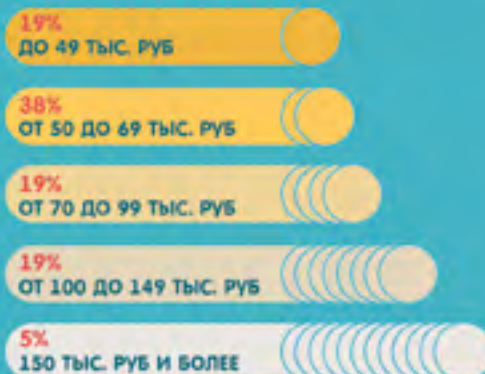 19%
ДО 49 ТЫС. РУБ
38%
ОТ 50 ДО 69 ТЫС. РУБ
19%
ОТ 70 ДО 99 ТЫС. РУБ
19%
ОТ 100 ДО 149 ТЫС. РУБ
5%
150 ТЫС. РУБ И БОЛЕЕ